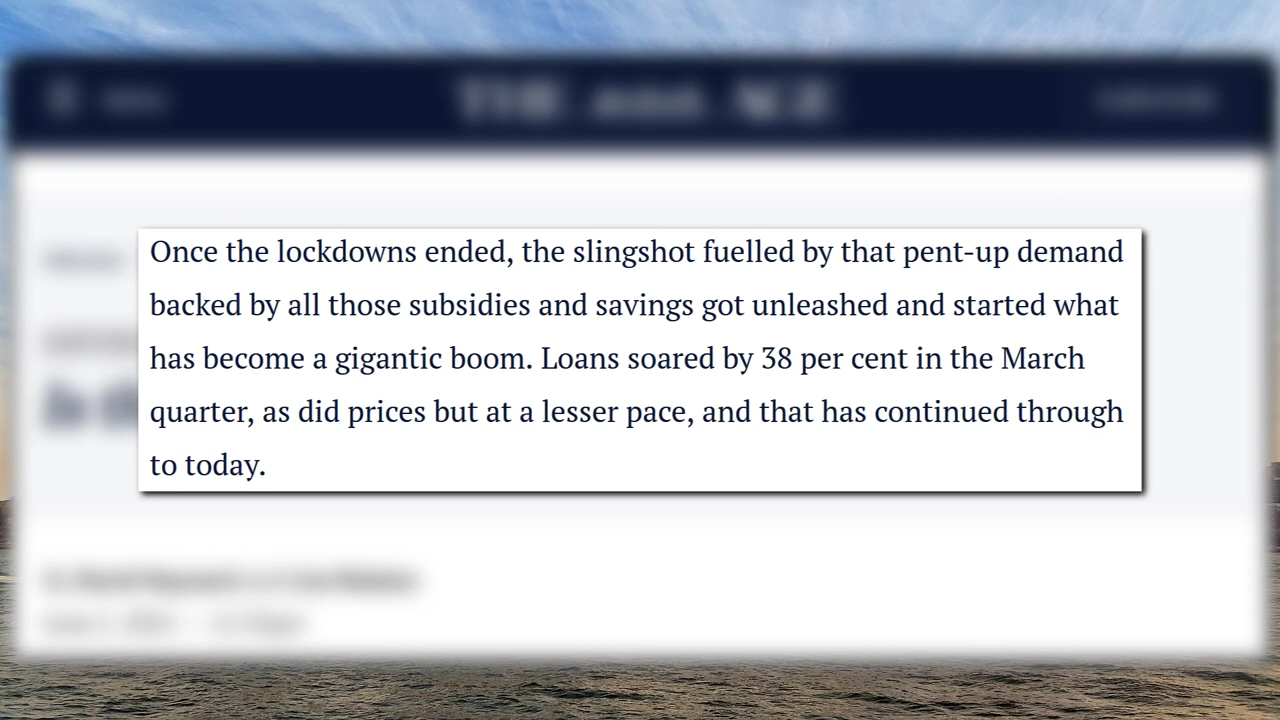 THE AGE
Once the lockdowns ended, the slingshot fuelled by that pent-up demand
backed by all those subsidies and savings got unleashed and started what
has become a gigantic boom. Loans soared by 38 per cent in the March
quarter, as did prices but at a lesser pace, and that has continued through
to today.